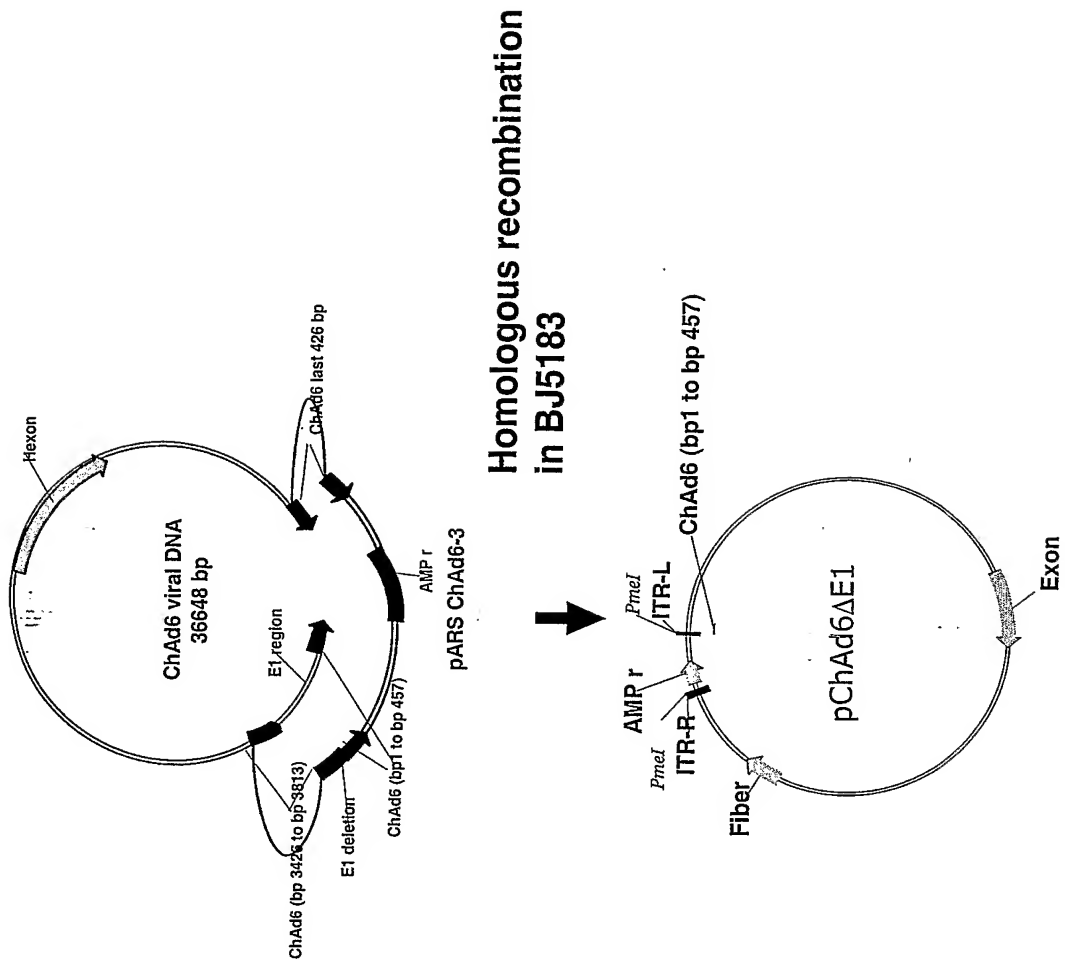 Hexon
ChAd6 viral DNA
36648 bp
ChAd6 last 426 bp
E1 region
AMP r
pARS ChAd6-3
ChAd6 (bp 3426 to bp 3813)
E1 deletion
ChAd6 (bp1 to bp 457)
Homologous recombination
in BJ5183
ChAd6 (bp1 to bp 457)
PmeI
ITR-L
AMP r
PmeI
ITR-R
Fiber
pChAd6ΔE1
Exon